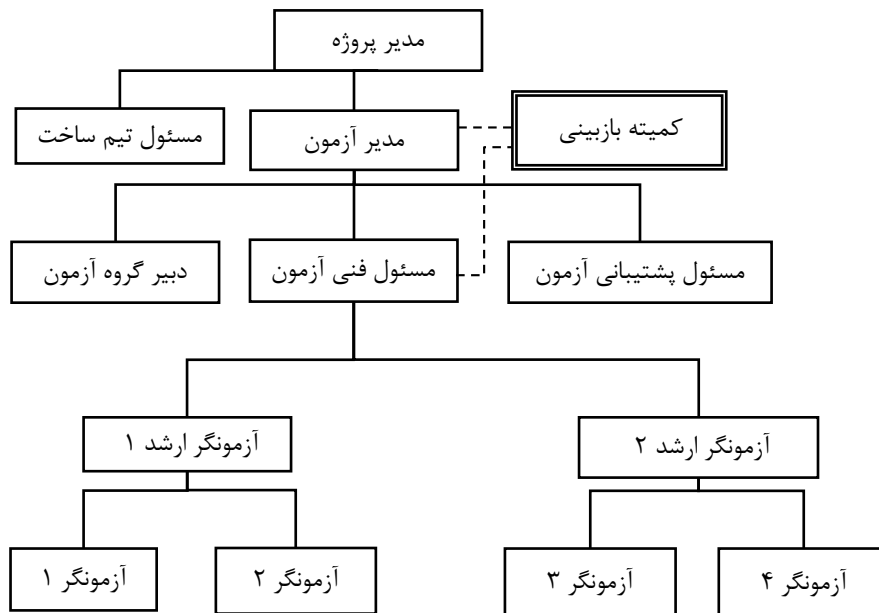 مدیر پروژه
کمیته بازبینی
مدیر آزمون
مسئول تیم ساخت
مسئول پشتیبانی آزمون
مسئول فنی آزمون
دبیر گروه آزمون
آزمونگر ارشد ۲
آزمونگر ارشد ۱
آزمونگر ۴
آزمونگر ۳
آزمونگر ۲
آزمونگر ۱